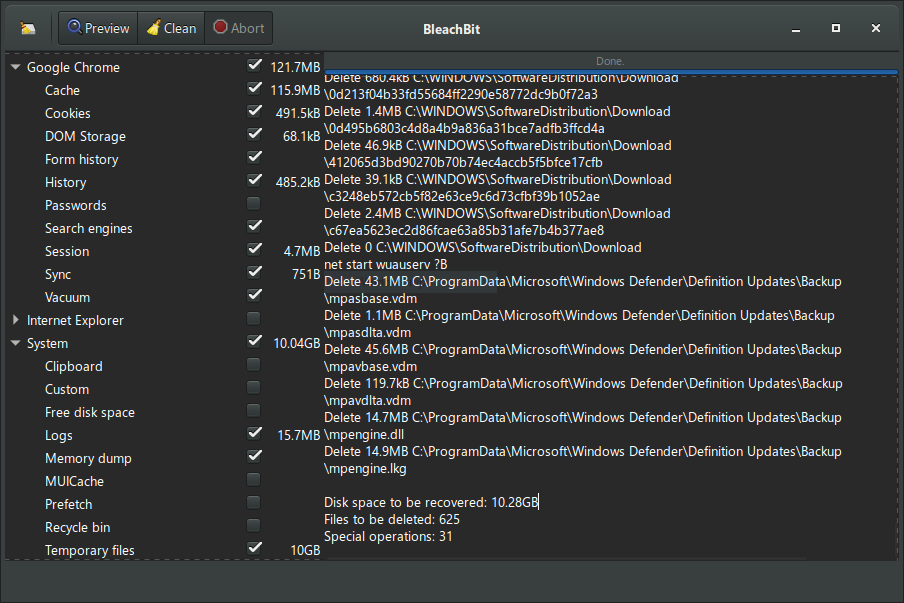 Preview Clean Abort BleachBit
Done.
Google Chrome 121.7MB
Cache 115.9MB
Cookies 491.5kB
DOM Storage 68.1kB
Form history
History 485.2kB
Passwords
Search engines
Session 4.7MB
Sync 751B
Vacuum
Internet Explorer
System 10.04GB
Clipboard
Custom
Free disk space
Logs 15.7MB
Memory dump
MUICache
Prefetch
Recycle bin
Temporary files 10GB
Delete 680.4kB C:\WINDOWS\SoftwareDistribution\Download
\0d213f04b33fd55684ff2290e58772dc9b0f72a3
Delete 1.4MB C:\WINDOWS\SoftwareDistribution\Download
\0d495b6803c4d8a4b9a836a31bce7adfb3ffcd4a
Delete 46.9kB C:\WINDOWS\SoftwareDistribution\Download
\412065d3bd90270b70b74ec4accb5f5bfce17cfb
Delete 39.1kB C:\WINDOWS\SoftwareDistribution\Download
\c3248eb572cb5f82e63ce9c6d73cfbf39b1052ae
Delete 2.4MB C:\WINDOWS\SoftwareDistribution\Download
\c67ea5623ec2d86fcae63a85b31afe7b4b377ae8
Delete 0 C:\WINDOWS\SoftwareDistribution\Download
net start wuauserv ?B
Delete 43.1MB C:\ProgramData\Microsoft\Windows Defender\Definition Updates\Backup
\mpasbase.vdm
Delete 1.1MB C:\ProgramData\Microsoft\Windows Defender\Definition Updates\Backup
\mpasdlta.vdm
Delete 45.6MB C:\ProgramData\Microsoft\Windows Defender\Definition Updates\Backup
\mpavbase.vdm
Delete 119.7kB C:\ProgramData\Microsoft\Windows Defender\Definition Updates\Backup
\mpavdlta.vdm
Delete 14.7MB C:\ProgramData\Microsoft\Windows Defender\Definition Updates\Backup
\mpengine.dll
Delete 14.9MB C:\ProgramData\Microsoft\Windows Defender\Definition Updates\Backup
\mpengine.lkg
Disk space to be recovered: 10.28GB
Files to be deleted: 625
Special operations: 31